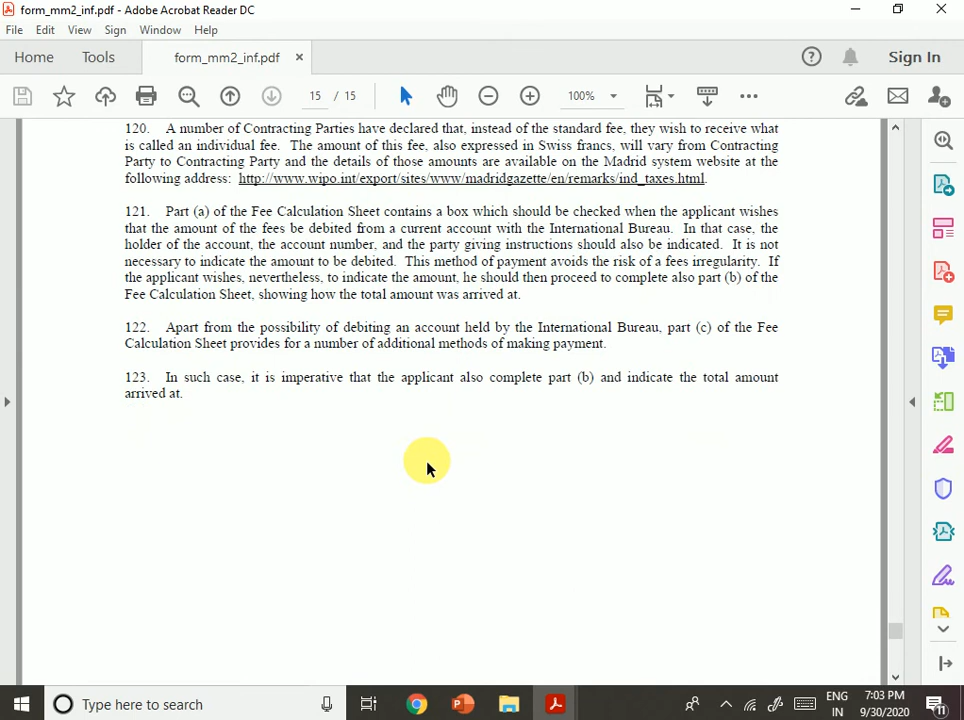 form_mm2_inf.pdf - Adobe Acrobat Reader DC
File Edit View Window Sign Help
Home Tools form_mm2_inf.pdf × Sign In
15 / 15 100%
120. A number of Contracting Parties have declared that, instead of the standard fee, they wish to receive what
is called an individual fee. The amount of this fee, also expressed in Swiss francs, will vary from Contracting
Party to Contracting Party and the details of those amounts are available on the Madrid system website at the
following address: http://www.wipo.int/export/sites/www/madridgazette/en/remarks/ind_taxes.html.
121. Part (a) of the Fee Calculation Sheet contains a box which should be checked when the applicant wishes
that the amount of the fees be debited from a current account with the International Bureau. In that case, the
holder of the account, the account number, and the party giving instructions should also be indicated. It is not
necessary to indicate the amount to be debited. This method of payment avoids the risk of a fees irregularity. If
the applicant wishes, nevertheless, to indicate the amount, he should then proceed to complete also part (b) of the
Fee Calculation Sheet, showing how the total amount was arrived at.
122. Apart from the possibility of debiting an account held by the International Bureau, part (c) of the Fee
Calculation Sheet provides for a number of additional methods of making payment.
123. In such case, it is imperative that the applicant also complete part (b) and indicate the total amount
arrived at.
Type here to search
ENG 7:03 PM
IN 9/30/2020 11